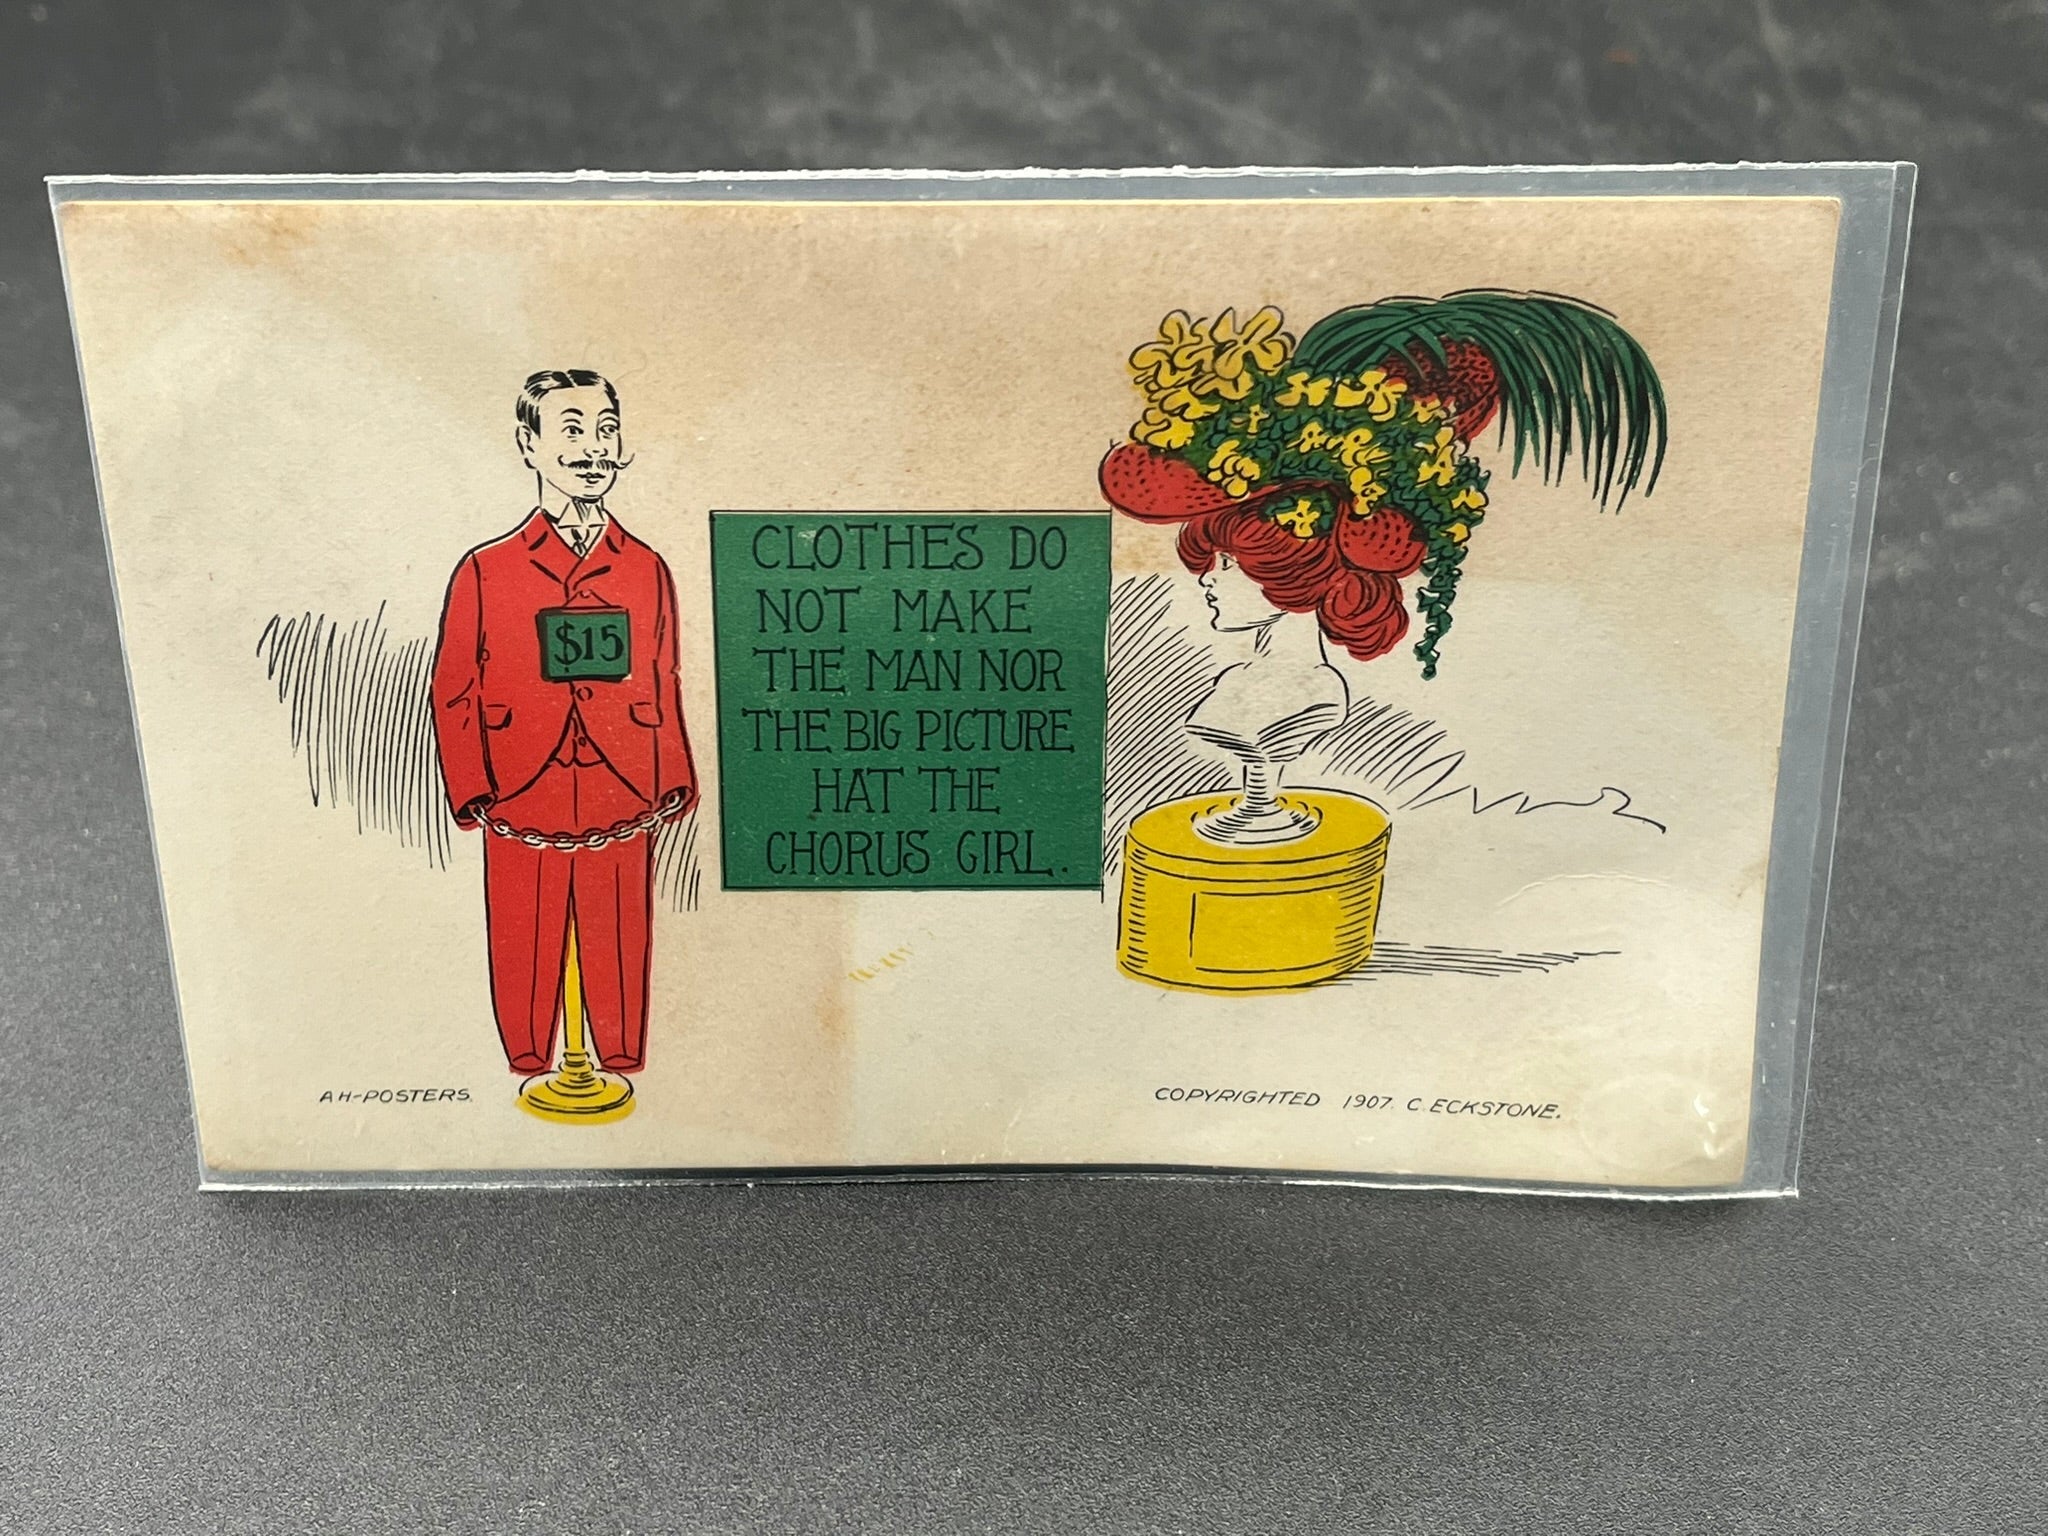 $15
CLOTHES DO
NOT MAKE
THE MAN NOR
THE BIG PICTURE
HAT THE
CHORUS GIRL.
AH-POSTERS.
COPYRIGHTED 1907. C. ECKSTONE.